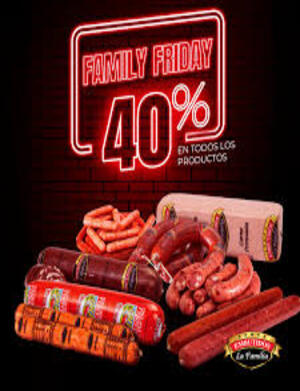 FAMILY FRIDAY
40%
EN TODOS LOS
PRODUCTOS
EMBUTIDOS
La Familia